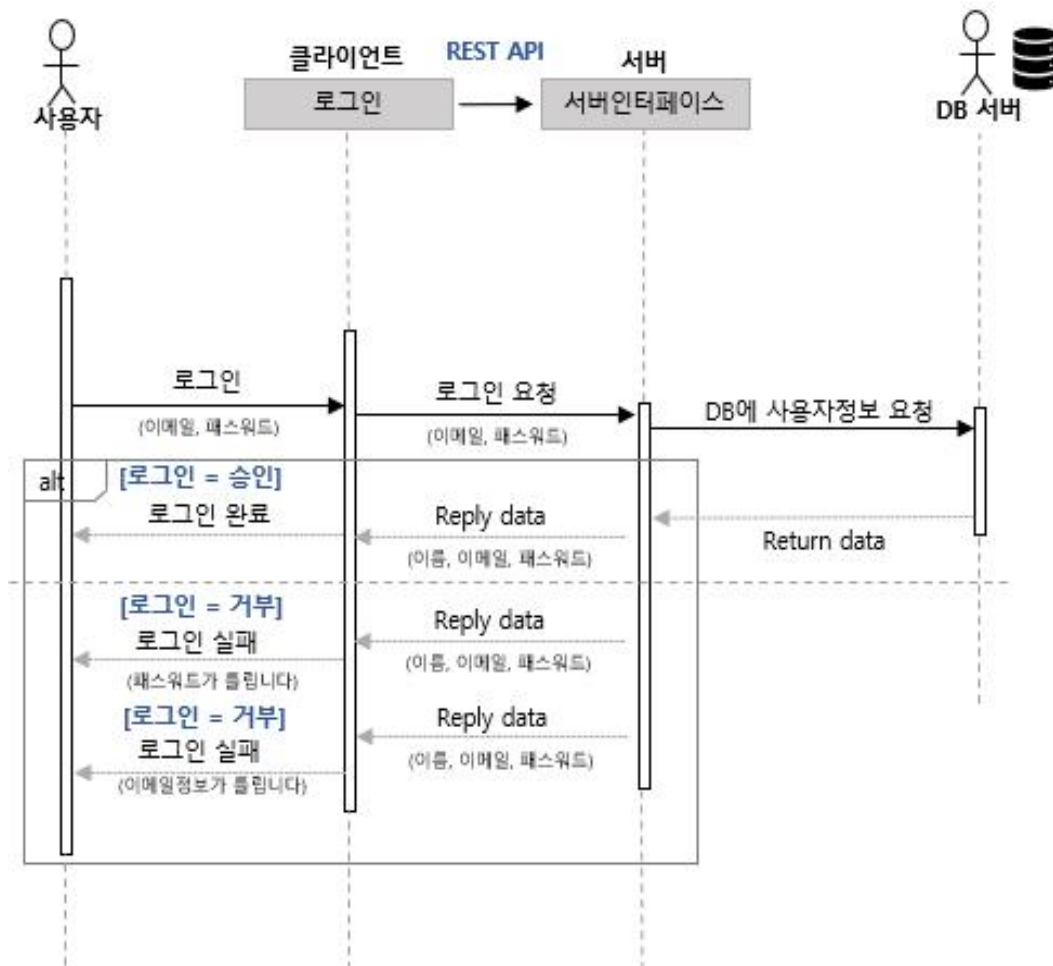 클라이언트
REST API
서버
로그인
서버인터페이스
사용자
DB 서버
로그인
(이메일, 패스워드)
로그인 요청
(이메일, 패스워드)
DB에 사용자정보 요청
alt
[로그인 = 승인]
로그인 완료
Reply data
(이름, 이메일, 패스워드)
Return data
[로그인 = 거부]
로그인 실패
(패스워드가 틀립니다)
Reply data
(이름, 이메일, 패스워드)
[로그인 = 거부]
로그인 실패
(이메일정보가 틀립니다)
Reply data
(이름, 이메일, 패스워드)